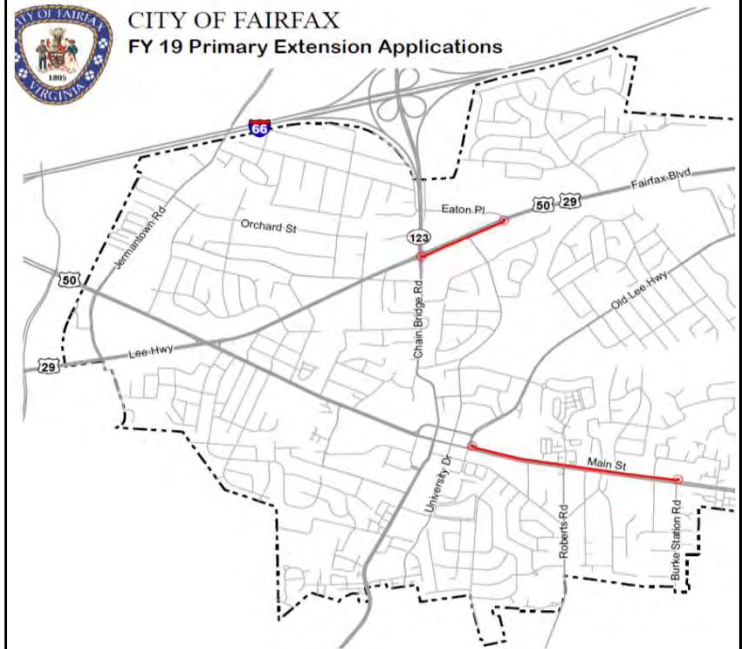 CITY OF FAIRFAX
1805
VIRGINIA
CITY OF FAIRFAX
FY 19 Primary Extension Applications
66
Fairfax Blvd
Eaton Pl
50
29
Jermantown Rd
Orchard St
123
50
Chain Bridge Rd
Old Lee Hwy
Lee Hwy
29
Main St
University Dr
Roberts Rd
Burke Station Rd